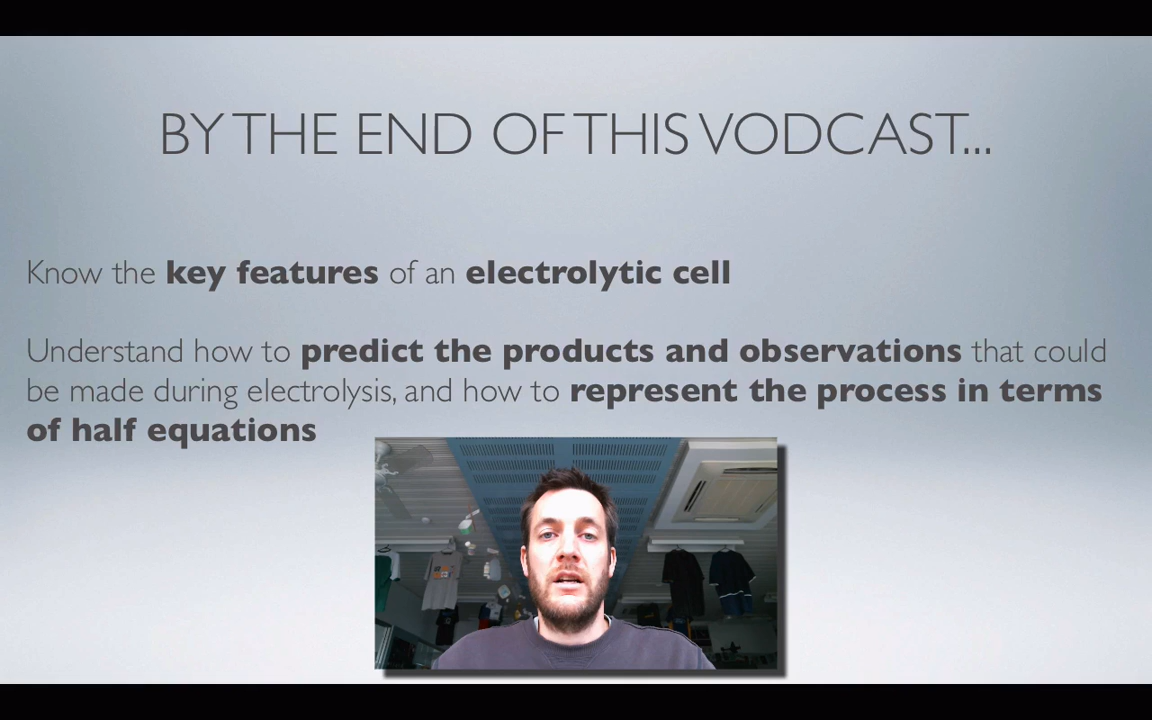 BY THE END OF THIS VODCAST...
Know the key features of an electrolytic cell
Understand how to predict the products and observations that could
be made during electrolysis, and how to represent the process in terms
of half equations